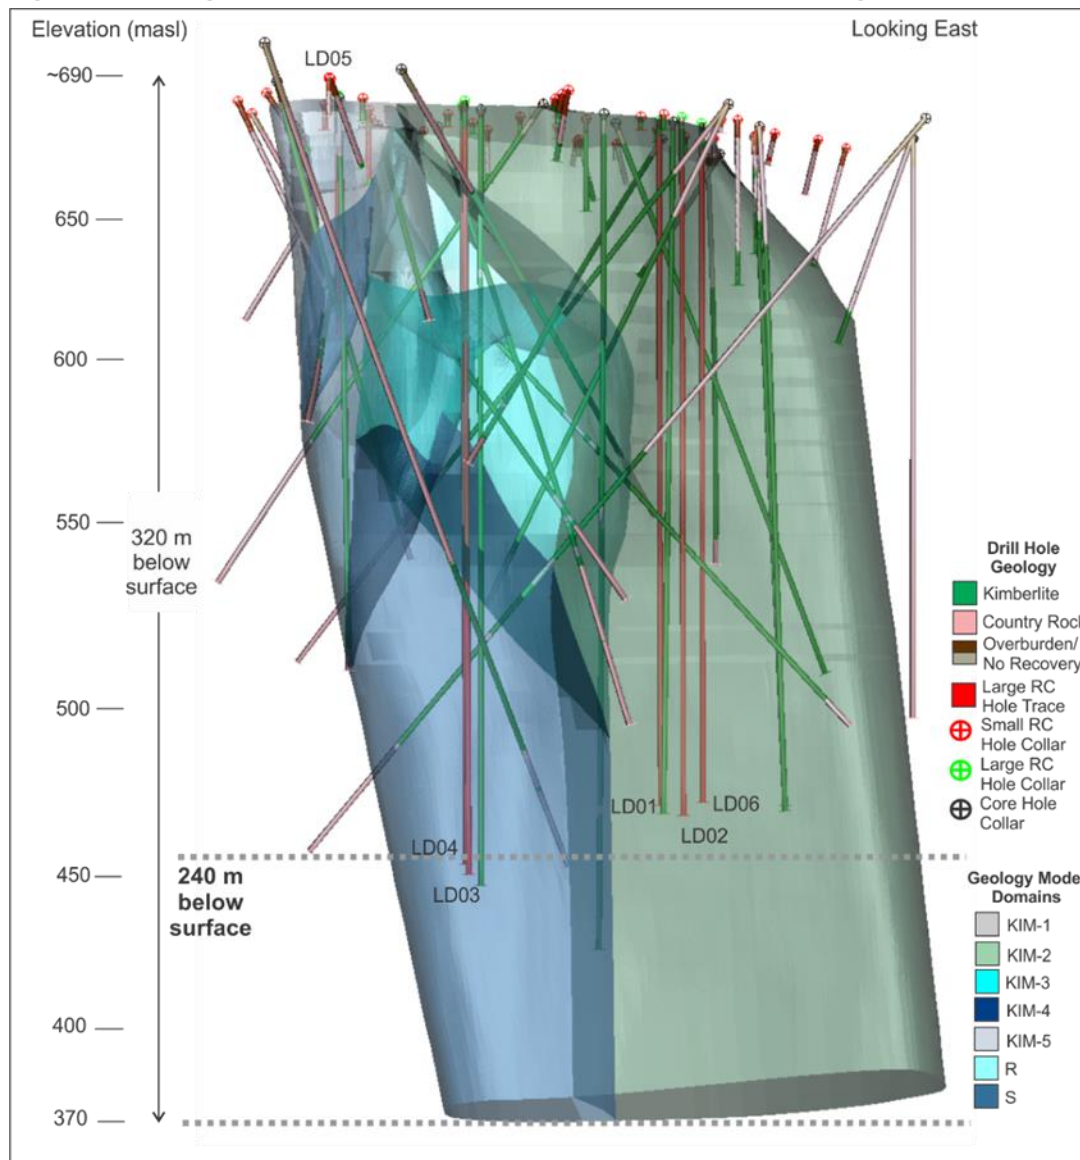 Elevation (masl)
Looking East
LD05
~690
650
600
550
500
450
400
370
320 m
below
surface
240 m
below
surface
LD01
LD06
LD02
LD04
LD03
Drill Hole
Geology
Kimberlite
Country Rock
Overburden/
No Recovery
Large RC
Hole Trace
Small RC
Hole Collar
Large RC
Hole Collar
Core Hole
Collar
Geology Mode
Domains
KIM-1
KIM-2
KIM-3
KIM-4
KIM-5
R
S